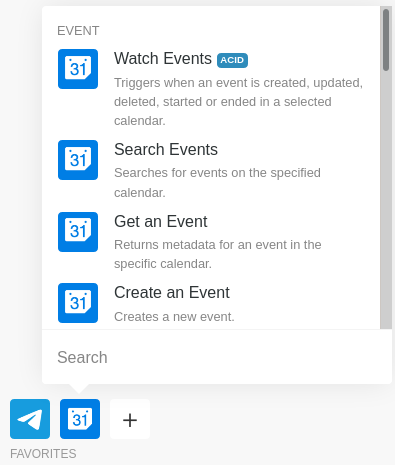 EVENT
31
Watch Events ACID
Triggers when an event is created, updated,
deleted, started or ended in a selected
calendar.
31
Search Events
Searches for events on the specified
calendar.
31
Get an Event
Returns metadata for an event in the
specific calendar.
31
Create an Event
Creates a new event.
Search
31
+
FAVORITES